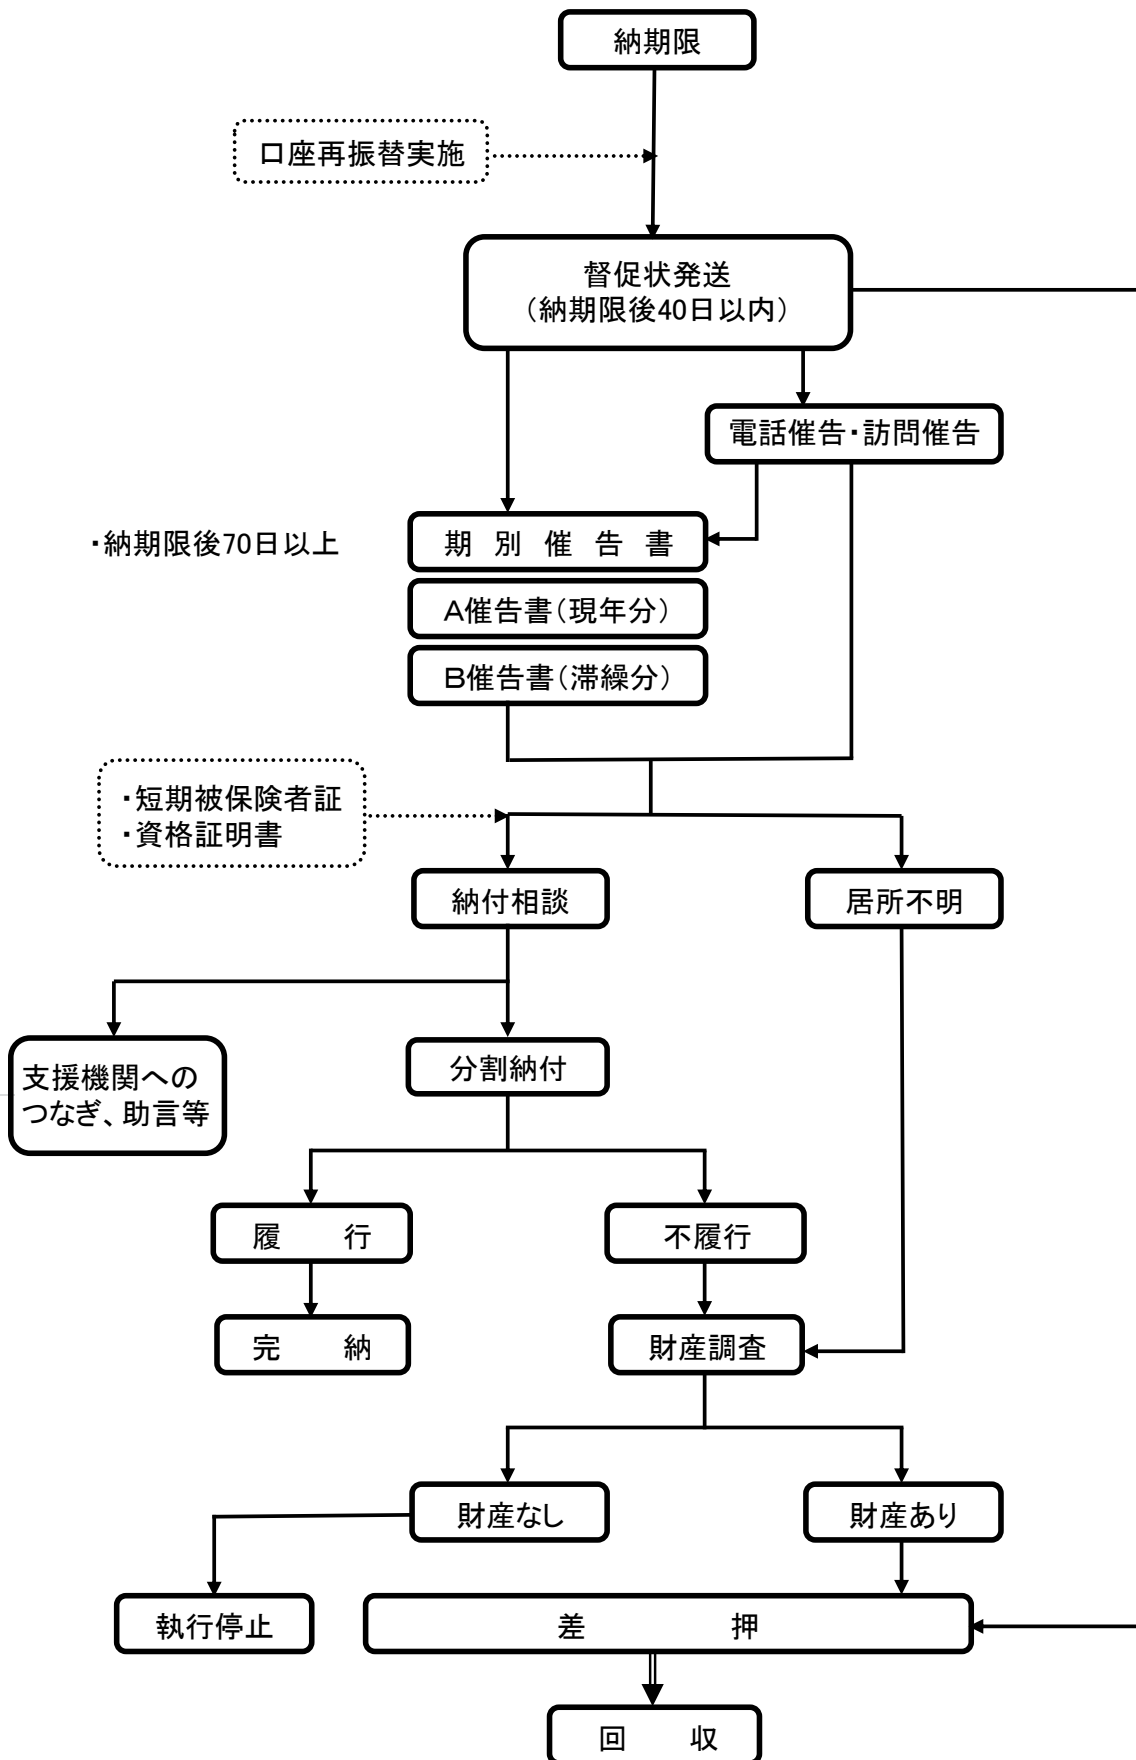 納期限
口座再振替実施
督促状発送
（納期限後40日以内）
電話催告・訪問催告
・納期限後70日以上
期 別 催 告 書
A催告書（現年分）
B催告書（滞繰分）
・短期被保険者証
・資格証明書
納付相談
居所不明
支援機関への
つなぎ、助言等
分割納付
履 行
不履行
完 納
財産調査
財産なし
財産あり
執行停止
差 押
回 収